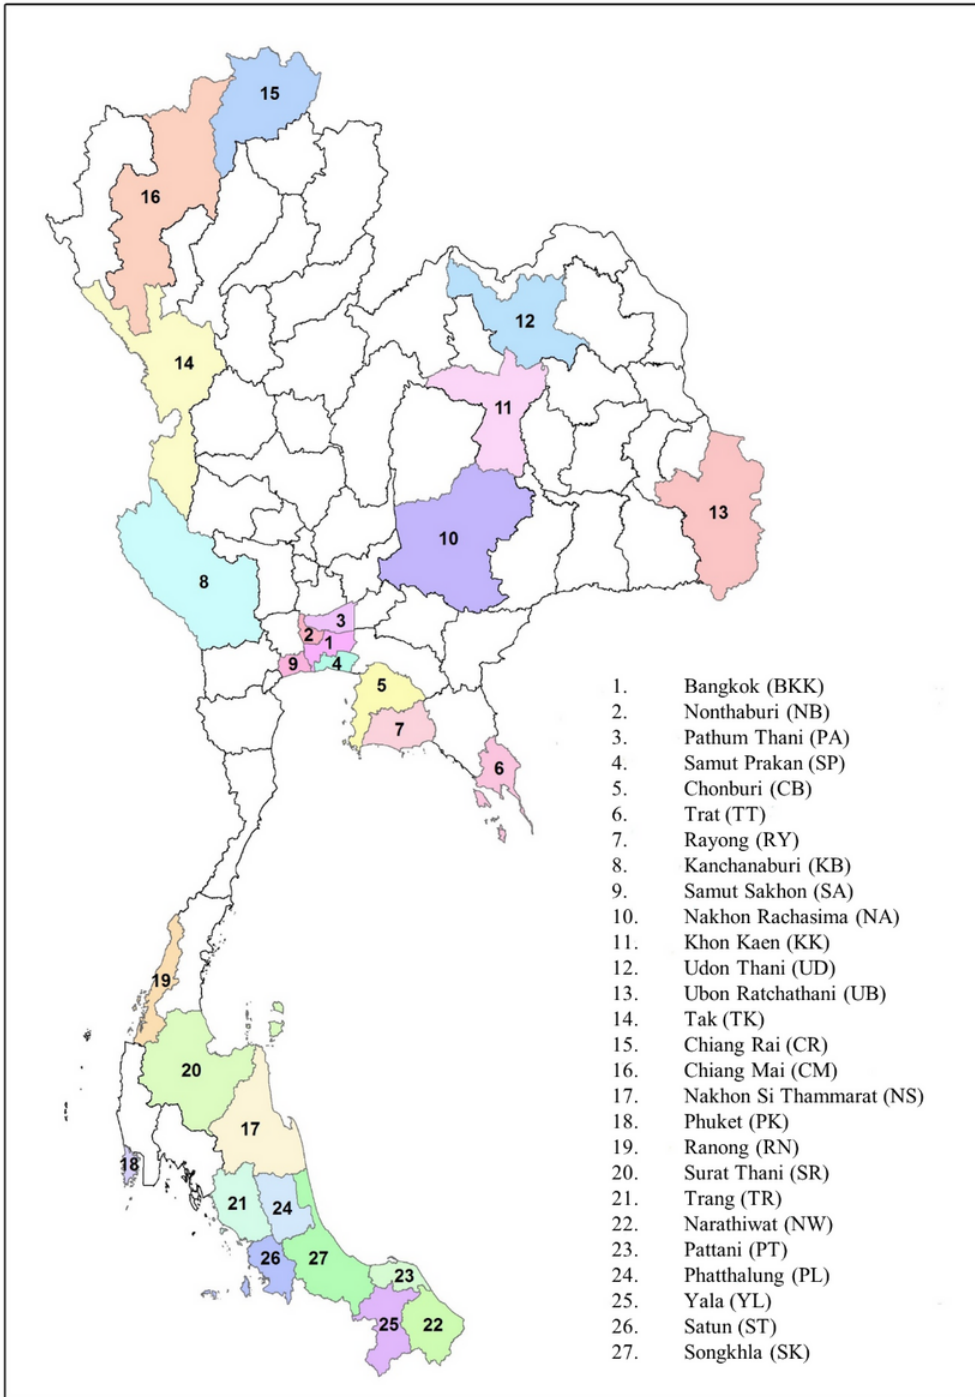 15
16
12
14
11
13
10
8
3
2
1
9
4
5
7
6
19
20
17
18
21
24
26
27
23
25
22
1. Bangkok (BKK)
2. Nonthaburi (NB)
3. Pathum Thani (PA)
4. Samut Prakan (SP)
5. Chonburi (CB)
6. Trat (TT)
7. Rayong (RY)
8. Kanchanaburi (KB)
9. Samut Sakhon (SA)
10. Nakhon Rachasima (NA)
11. Khon Kaen (KK)
12. Udon Thani (UD)
13. Ubon Ratchathani (UB)
14. Tak (TK)
15. Chiang Rai (CR)
16. Chiang Mai (CM)
17. Nakhon Si Thammarat (NS)
18. Phuket (PK)
19. Ranong (RN)
20. Surat Thani (SR)
21. Trang (TR)
22. Narathiwat (NW)
23. Pattani (PT)
24. Phatthalung (PL)
25. Yala (YL)
26. Satun (ST)
27. Songkhla (SK)